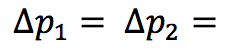 Δp₁ = Δp₂ =